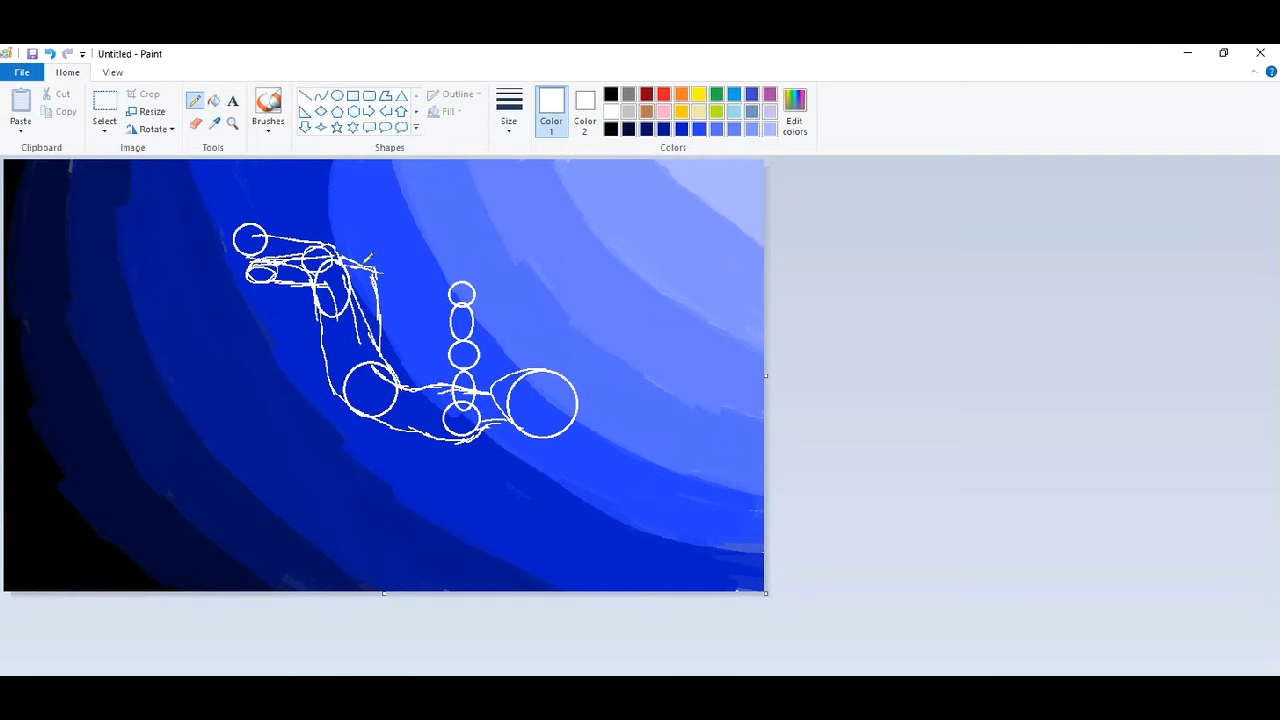 Untitled - Paint
File Home View
Cut Crop Outline
Paste Copy Select Resize Brushes Fill Size Color 1 Color 2 Edit colors
Rotate
Clipboard Image Tools Shapes Colors